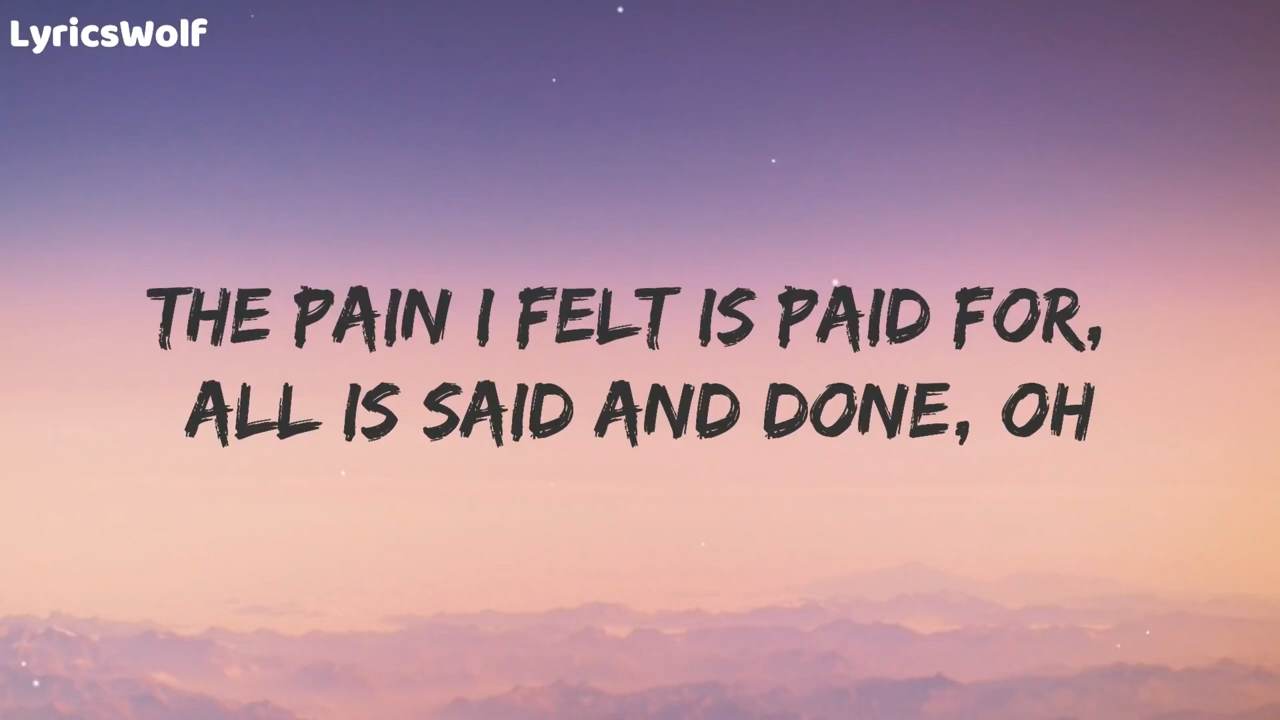 LyricsWolf
THE PAIN I FELT IS PAID FOR,
ALL IS SAID AND DONE, OH